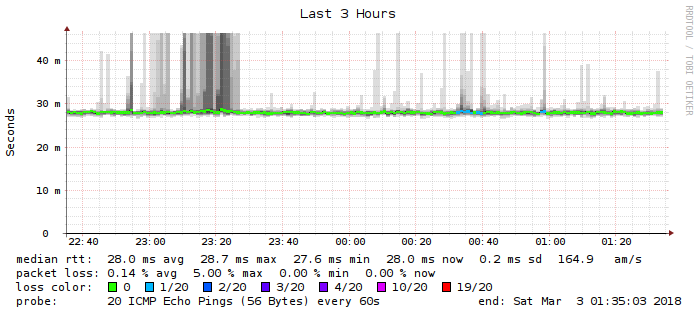 Last 3 Hours
RRDTOOL / TOBI OETIKER
Seconds
40 m
30 m
20 m
10 m
0
22:40 23:00 23:20 23:40 00:00 00:20 00:40 01:00 01:20
median rtt: 28.0 ms avg 28.7 ms max 27.6 ms min 28.0 ms now 0.2 ms sd 164.9 am/s
packet loss: 0.14 % avg 5.00 % max 0.00 % min 0.00 % now
loss color: 0 1/20 2/20 3/20 4/20 10/20 19/20
probe: 20 ICMP Echo Pings (56 Bytes) every 60s end: Sat Mar 3 01:35:03 2018